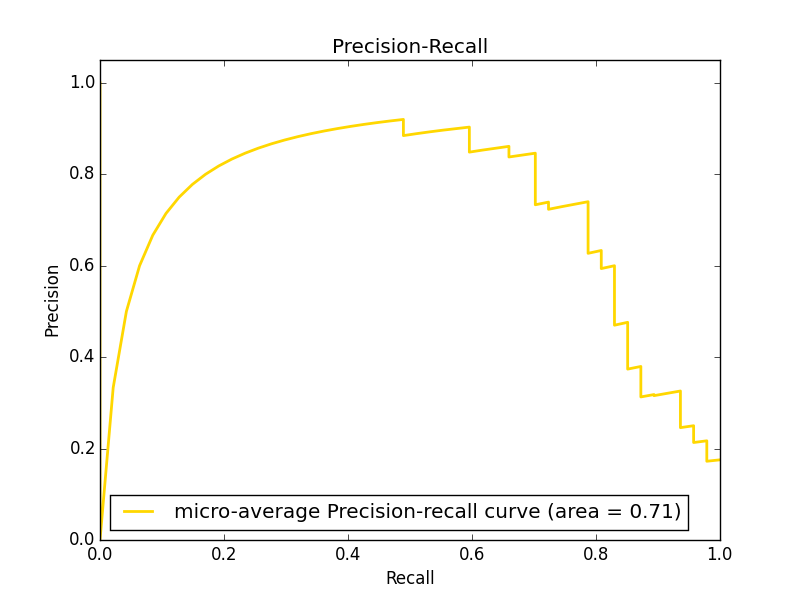 Precision-Recall
1.0
0.8
0.6
0.4
0.2
0.0
Precision
micro-average Precision-recall curve (area = 0.71)
0.0 0.2 0.4 0.6 0.8 1.0
Recall